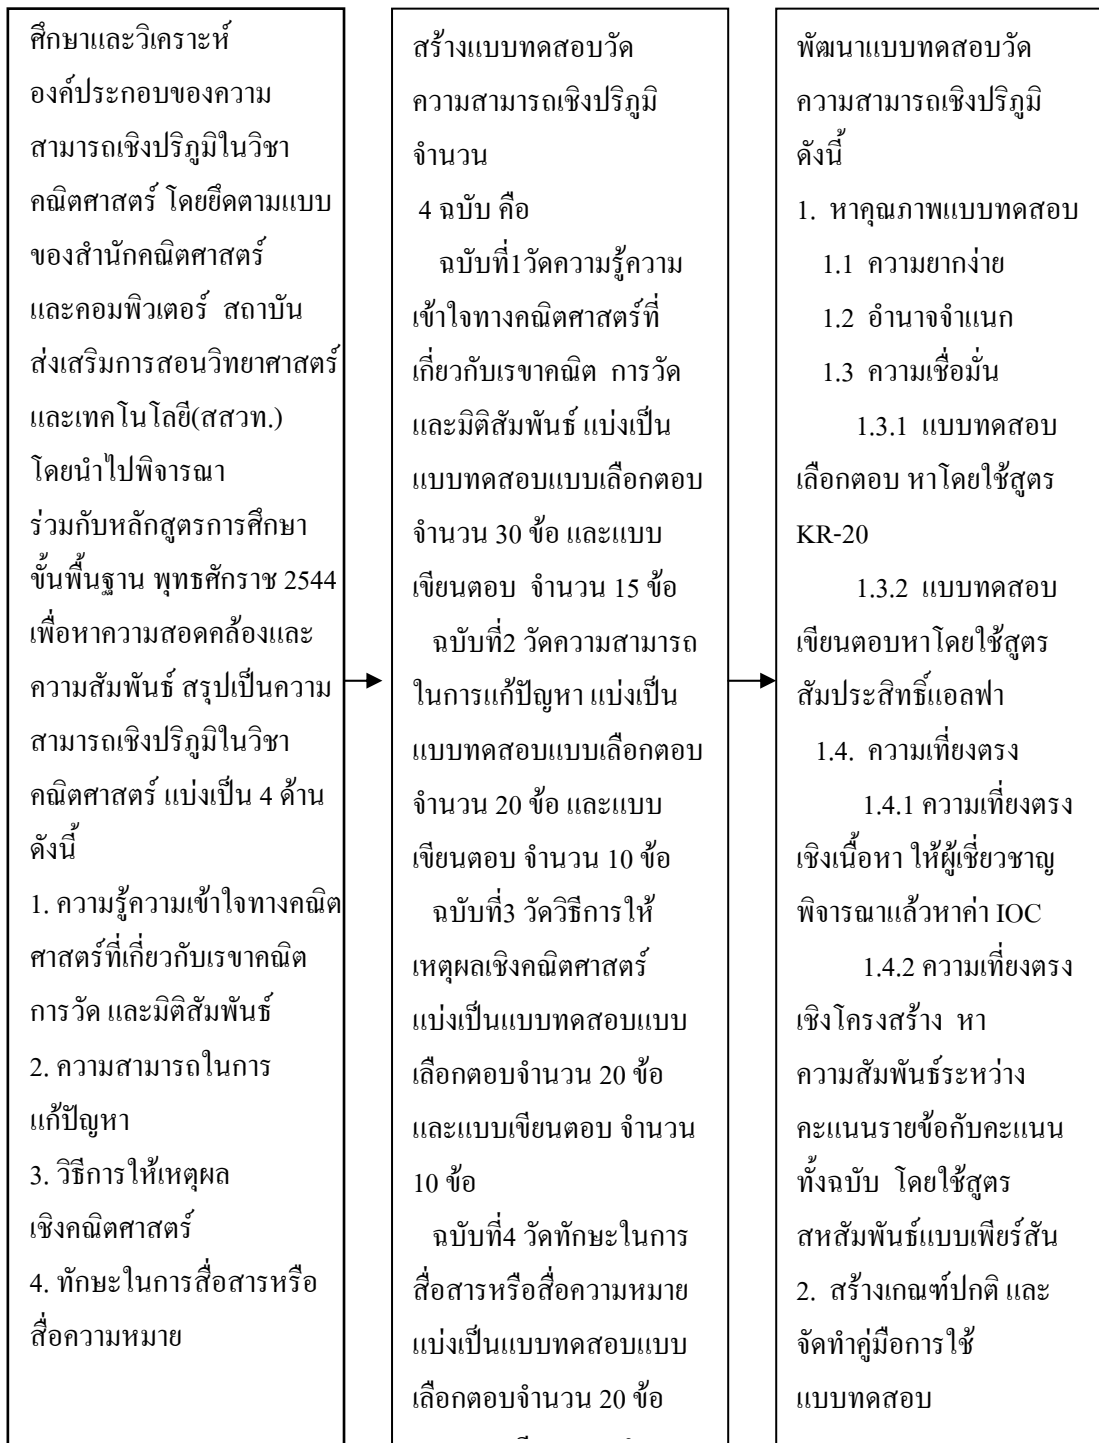 ศึกษาและวิเคราะห์
องค์ประกอบของความ
สามารถเชิงปริภูมิในวิชา
คณิตศาสตร์ โดยยึดตามแบบ
ของสำนักคณิตศาสตร์
และคอมพิวเตอร์ สถาบัน
ส่งเสริมการสอนวิทยาศาสตร์
และเทคโนโลยี(สสวท.)
โดยนำไปพิจารณา
ร่วมกับหลักสูตรการศึกษา
ขั้นพื้นฐาน พุทธศักราช 2544
เพื่อหาความสอดคล้องและ
ความสัมพันธ์ สรุปเป็นความ
สามารถเชิงปริภูมิในวิชา
คณิตศาสตร์ แบ่งเป็น 4 ด้าน
ดังนี้
1. ความรู้ความเข้าใจทางคณิต
ศาสตร์ที่เกี่ยวกับเรขาคณิต
การวัด และมิติสัมพันธ์
2. ความสามารถในการ
แก้ปัญหา
3. วิธีการให้เหตุผล
เชิงคณิตศาสตร์
4. ทักษะในการสื่อสารหรือ
สื่อความหมาย
สร้างแบบทดสอบวัด
ความสามารถเชิงปริภูมิ
จำนวน
4 ฉบับ คือ
ฉบับที่1วัดความรู้ความ
เข้าใจทางคณิตศาสตร์ที่
เกี่ยวกับเรขาคณิต การวัด
และมิติสัมพันธ์ แบ่งเป็น
แบบทดสอบแบบเลือกตอบ
จำนวน 30 ข้อ และแบบ
เขียนตอบ จำนวน 15 ข้อ
ฉบับที่2 วัดความสามารถ
ในการแก้ปัญหา แบ่งเป็น
แบบทดสอบแบบเลือกตอบ
จำนวน 20 ข้อ และแบบ
เขียนตอบ จำนวน 10 ข้อ
ฉบับที่3 วัดวิธีการให้
เหตุผลเชิงคณิตศาสตร์
แบ่งเป็นแบบทดสอบแบบ
เลือกตอบจำนวน 20 ข้อ
และแบบเขียนตอบ จำนวน
10 ข้อ
ฉบับที่4 วัดทักษะในการ
สื่อสารหรือสื่อความหมาย
แบ่งเป็นแบบทดสอบแบบ
เลือกตอบจำนวน 20 ข้อ
พัฒนาแบบทดสอบวัด
ความสามารถเชิงปริภูมิ
ดังนี้
1. หาคุณภาพแบบทดสอบ
1.1 ความยากง่าย
1.2 อำนาจจำแนก
1.3 ความเชื่อมั่น
1.3.1 แบบทดสอบ
เลือกตอบ หาโดยใช้สูตร
KR-20
1.3.2 แบบทดสอบ
เขียนตอบหาโดยใช้สูตร
สัมประสิทธิ์แอลฟา
1.4. ความเที่ยงตรง
1.4.1 ความเที่ยงตรง
เชิงเนื้อหา ให้ผู้เชี่ยวชาญ
พิจารณาแล้วหาค่า IOC
1.4.2 ความเที่ยงตรง
เชิงโครงสร้าง หา
ความสัมพันธ์ระหว่าง
คะแนนรายข้อกับคะแนน
ทั้งฉบับ โดยใช้สูตร
สหสัมพันธ์แบบเพียร์สัน
2. สร้างเกณฑ์ปกติ และ
จัดทำคู่มือการใช้
แบบทดสอบ